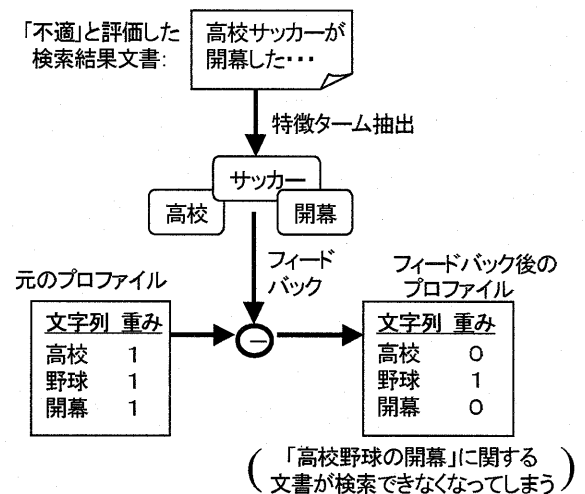 「不適」と評価した
検索結果文書:
高校サッカーが
開幕した・・・
特徴ターム抽出
サッカー
高校
開幕
フィード
バック
元のプロファイル
文字列 重み
高校 1
野球 1
開幕 1
−
フィードバック後の
プロファイル
文字列 重み
高校 0
野球 1
開幕 0
(「高校野球の開幕」に関する
文書が検索できなくなってしまう)